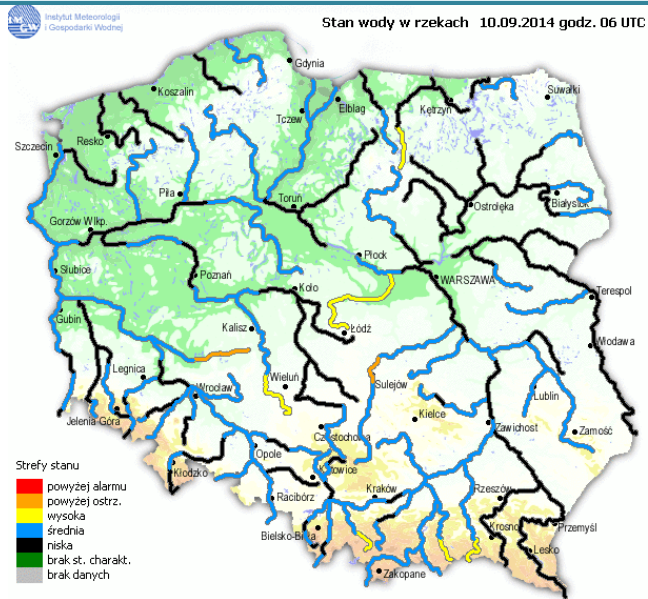 Instytut Meteorologii
i Gospodarki Wodnej
Stan wody w rzekach 10.09.2014 godz. 06 UTC
Gdynia
Koszalin
Suwałki
Elbląg
Kętrzyn
Tczew
Resko
Szczecin
Piła
Toruń
Ostrołęka
Białystok
Gorzów Wlkp.
Płock
Słubice
Poznań
WARSZAWA
Koło
Terespol
Gubin
Kalisz
Łódź
Włodawa
Legnica
Wieluń
Sulejów
Wrocław
Lublin
Kielce
Jelenia Góra
Zawichost
Zamość
Częstochowa
Opole
Strefy stanu
Kłodzko
Katowice
powyżej alarmu
Kraków
Rzeszów
powyżej ostrz.
Racibórz
wysoka
średnia
Krosno
Przemyśl
Bielsko-Biała
niska
Lesko
brak st. charakt.
Zakopane
brak danych